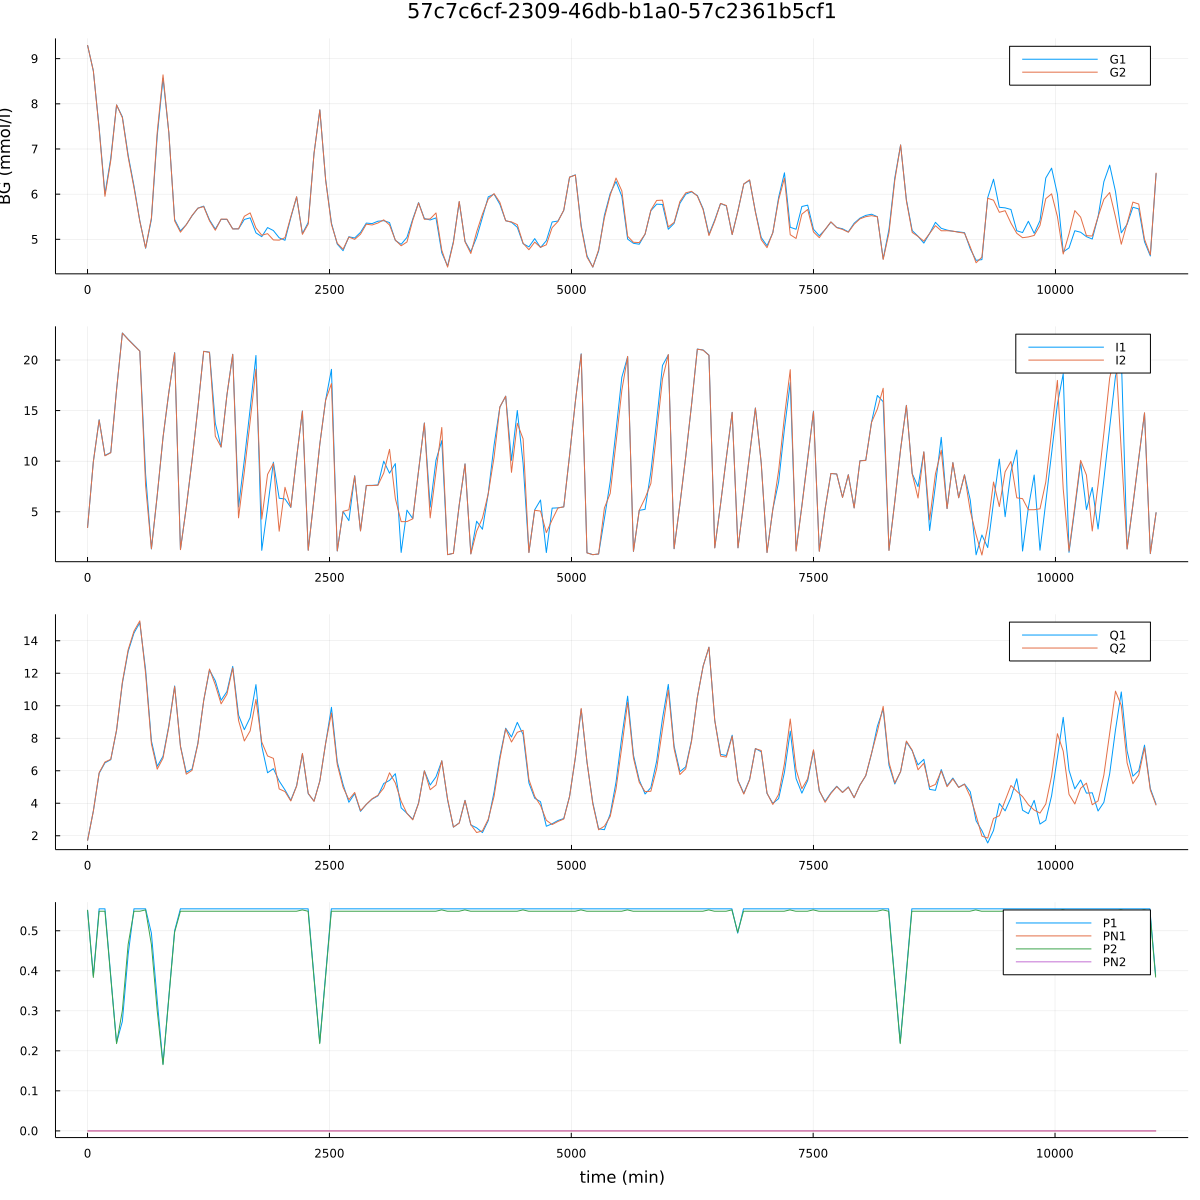 57c7c6cf-2309-46db-b1a0-57c2361b5cf1
BG (mmol/l)
9
8
7
6
5
G1
G2
0 2500 5000 7500 10000
20
15
10
5
I1
I2
0 2500 5000 7500 10000
14
12
10
8
6
4
2
Q1
Q2
0 2500 5000 7500 10000
0.5
0.4
0.3
0.2
0.1
0.0
P1
PN1
P2
PN2
0 2500 5000 7500 10000
time (min)